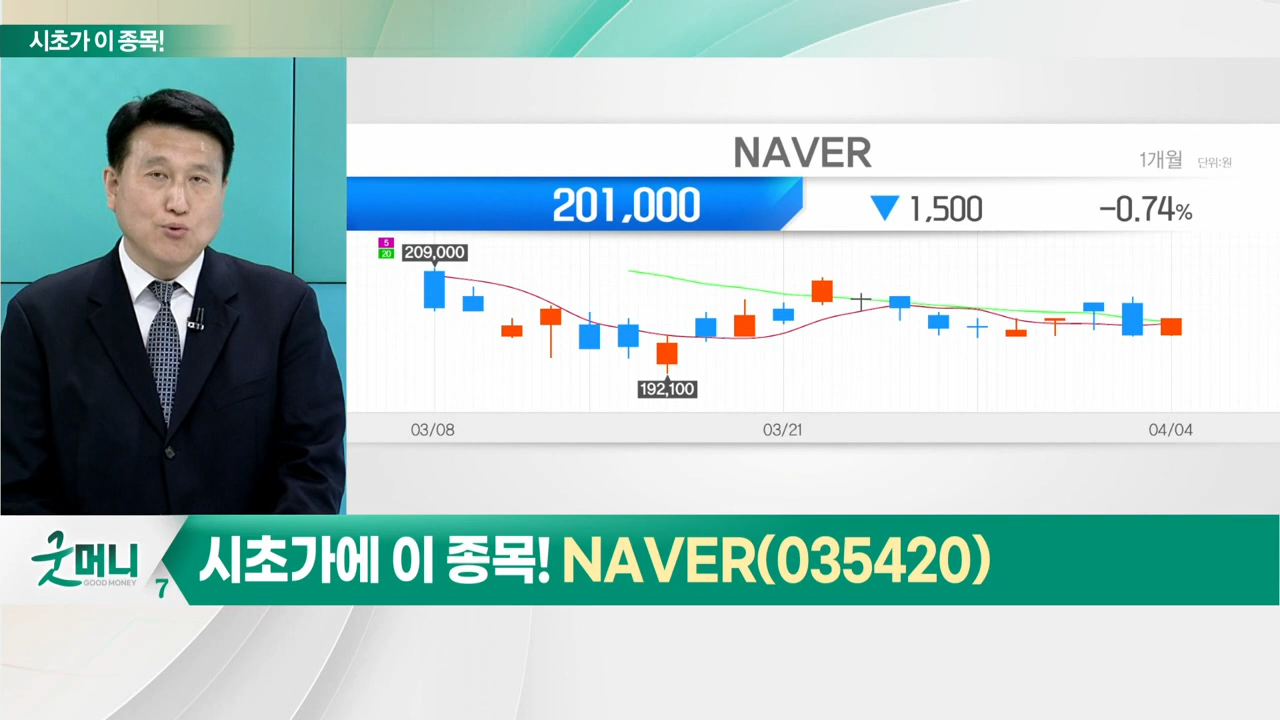 시초가 이 종목!
NAVER
1개월 단위:원
201,000 ▼ 1,500 -0.74%
5
20
209,000
192,100
03/08 03/21 04/04
굿머니
GOOD MONEY
7
시초가에 이 종목! NAVER(035420)